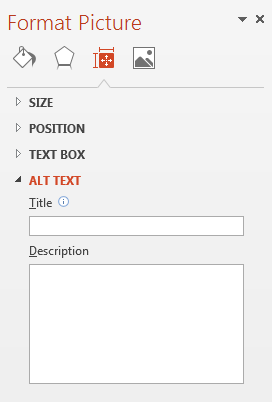 Format Picture
SIZE
POSITION
TEXT BOX
ALT TEXT
Title
Description